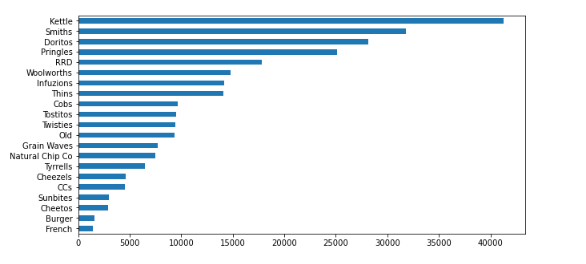 Kettle
Smiths
Doritos
Pringles
RRD
Woolworths
Infuzions
Thins
Cobs
Tostitos
Twisties
Old
Grain Waves
Natural Chip Co
Tyrrells
Cheezels
CCs
Sunbites
Cheetos
Burger
French
0 5000 10000 15000 20000 25000 30000 35000 40000